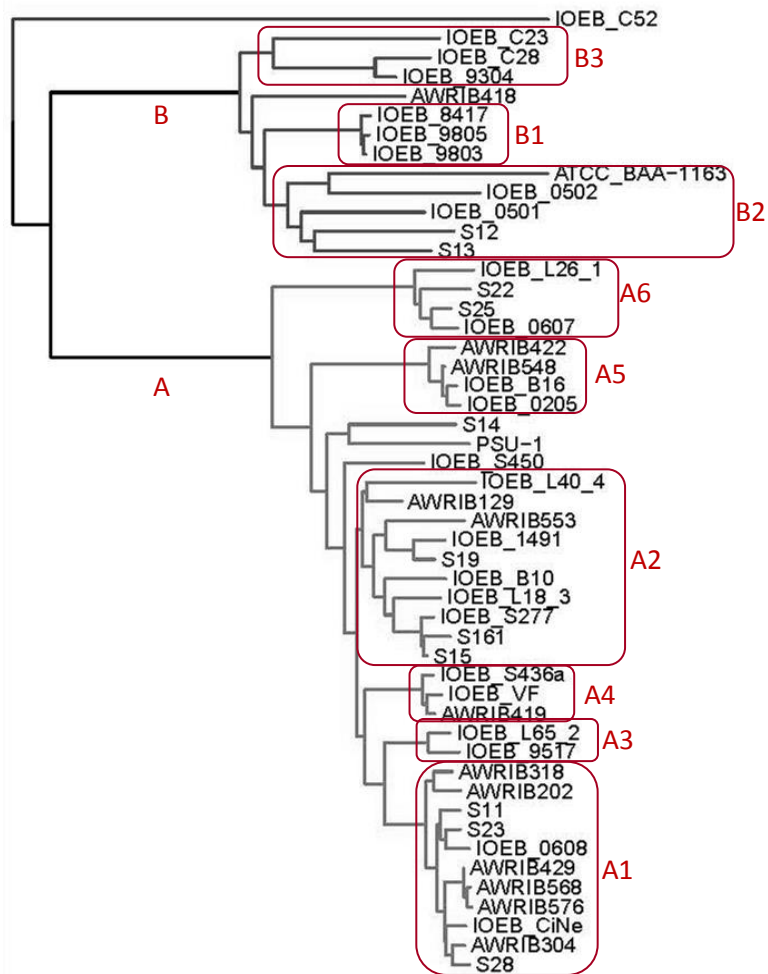 IOEB_C52
IOEB_C23
IOEB_C28
B3
IOEB_9304
B
AWRIB418
IOEB_8417
IOEB_9805
B1
IOEB_9803
ATCC_BAA-1163
IOEB_0502
IOEB_0501
B2
S12
S13
IOEB_L26_1
S22
A6
S25
IOEB_0607
AWRIB422
AWRIB548
A5
A
IOEB_B16
IOEB_0205
S14
PSU-1
IOEB_S450
IOEB_L40_4
AWRIB129
AWRIB553
IOEB_1491
S19
A2
IOEB_B10
IOEB_L18_3
IOEB_S277
S161
S15
IOEB_S436a
IOEB_VF
A4
AWRIB419
IOEB_L65_2
A3
IOEB_9517
AWRIB318
AWRIB202
S11
S23
IOEB_0608
AWRIB429
A1
AWRIB568
AWRIB576
IOEB_CiNe
AWRIB304
S28